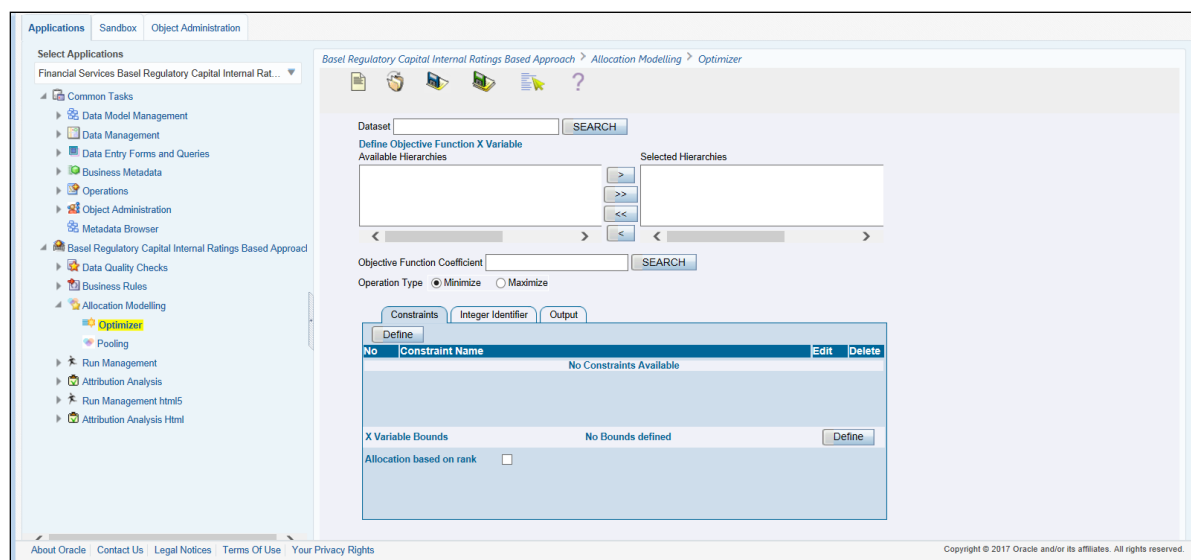 Applications Sandbox Object Administration
Select Applications
Financial Services Basel Regulatory Capital Internal Rat...
Common Tasks
Data Model Management
Data Management
Data Entry Forms and Queries
Business Metadata
Operations
Object Administration
Metadata Browser
Basel Regulatory Capital Internal Ratings Based Approacl
Data Quality Checks
Business Rules
Allocation Modelling
Optimizer
Pooling
Run Management
Attribution Analysis
Run Management html5
Attribution Analysis Html
Basel Regulatory Capital Internal Ratings Based Approach > Allocation Modelling > Optimizer
?
Dataset SEARCH
Define Objective Function X Variable
Available Hierarchies Selected Hierarchies
>
>>
<<
<
Objective Function Coefficient SEARCH
Operation Type Minimize Maximize
Constraints Integer Identifier Output
Define
No Constraint Name Edit Delete
No Constraints Available
X Variable Bounds No Bounds defined Define
Allocation based on rank
About Oracle Contact Us Legal Notices Terms Of Use Your Privacy Rights
Copyright © 2017 Oracle and/or its affiliates. All rights reserved.